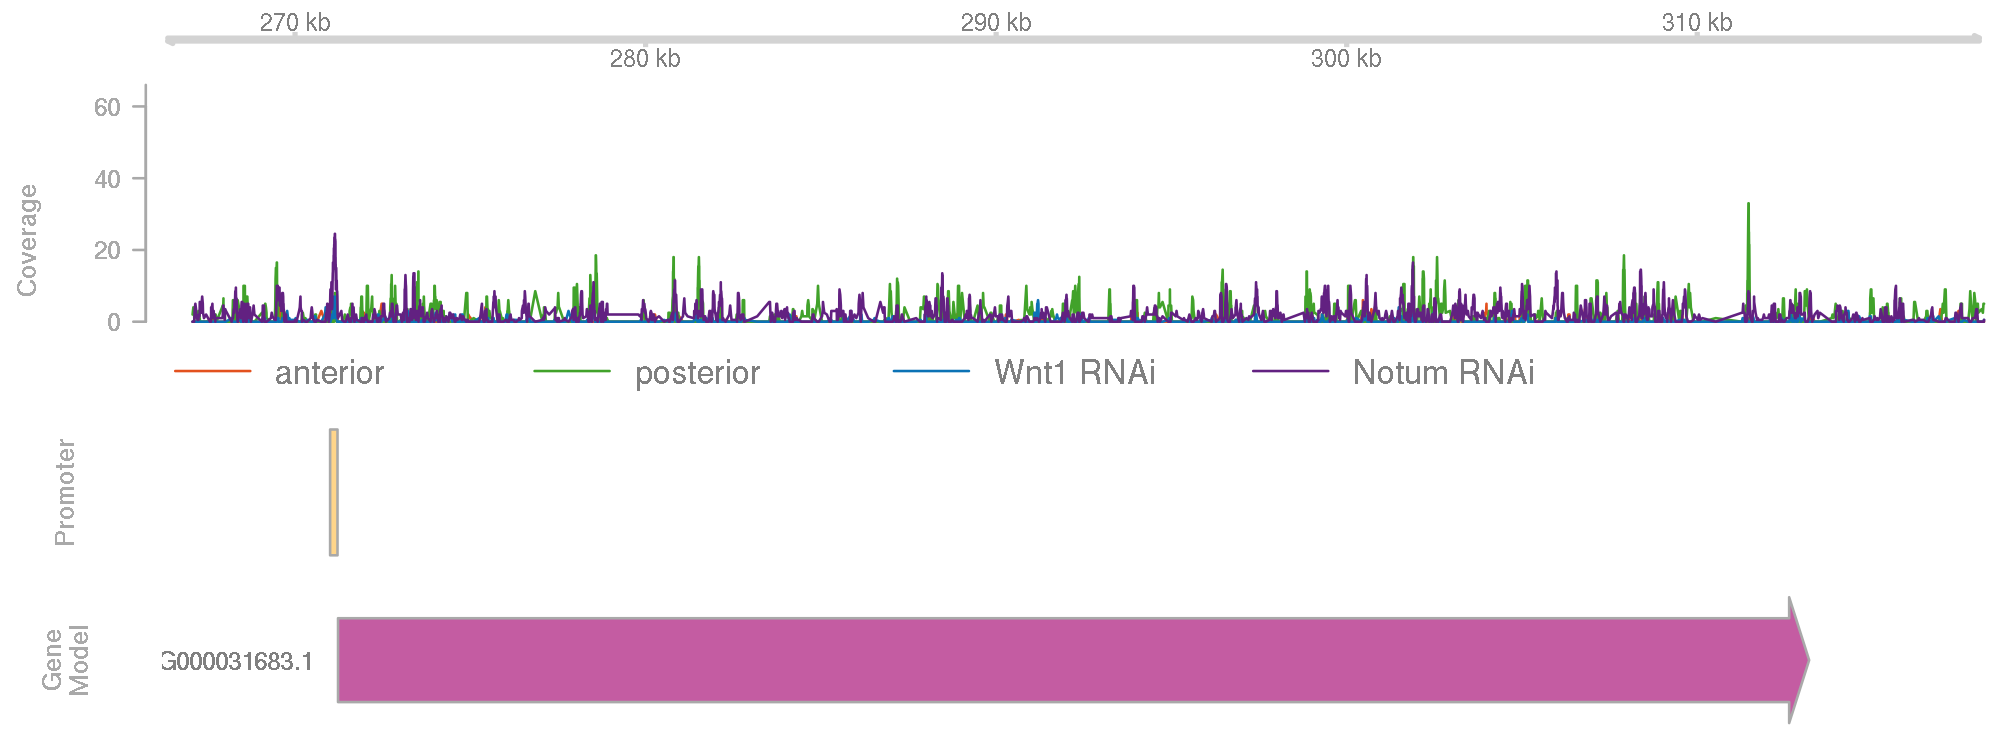 270 kb 290 kb 310 kb
280 kb 300 kb
60
40
20
0
Coverage
anterior posterior Wnt1 RNAi Notum RNAi
Promoter
Gene
Model
G000031683.1